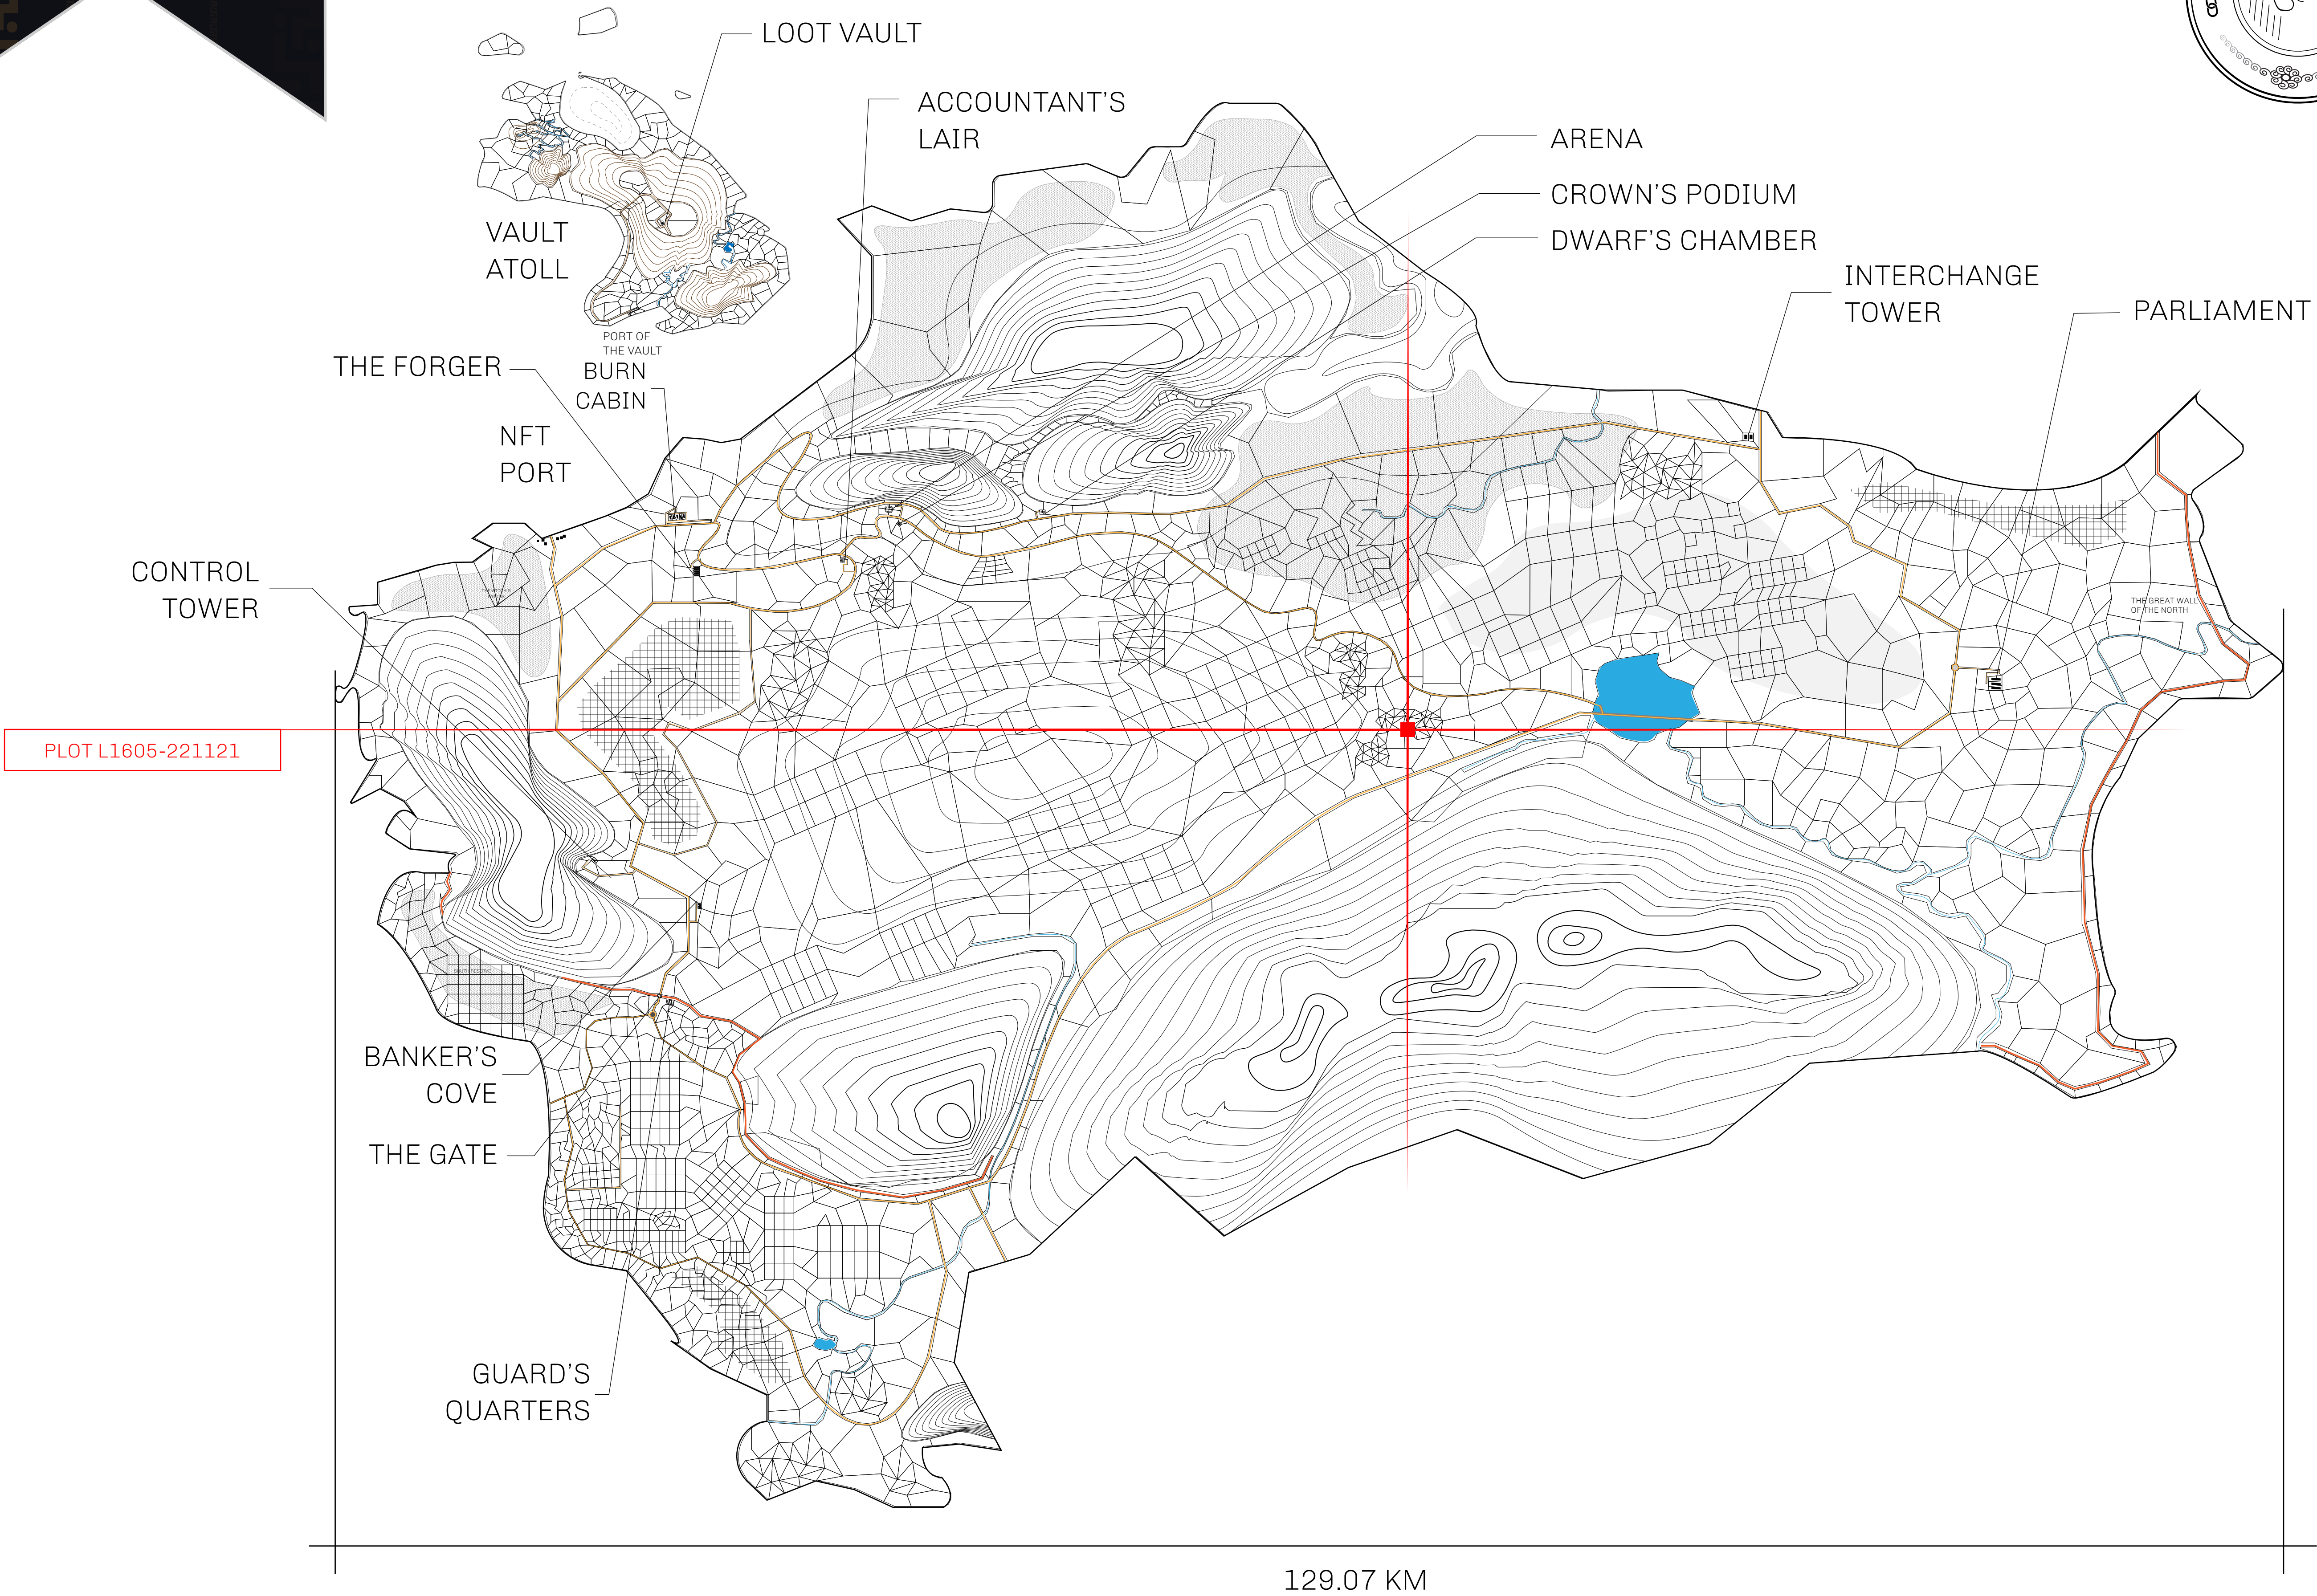 LOOT VAULT
ACCOUNTANT'S
LAIR
ARENA
CROWN'S PODIUM
DWARF'S CHAMBER
VAULT
ATOLL
INTERCHANGE
TOWER
PARLIAMENT
PORT OF
THE VAULT
THE FORGER
BURN
CABIN
NFT
PORT
CONTROL
TOWER
THE GREAT WALL
OF THE NORTH
PLOT L1605-221121
SOUTH RESERVE
BANKER'S
COVE
THE GATE
GUARD'S
QUARTERS
129.07 KM